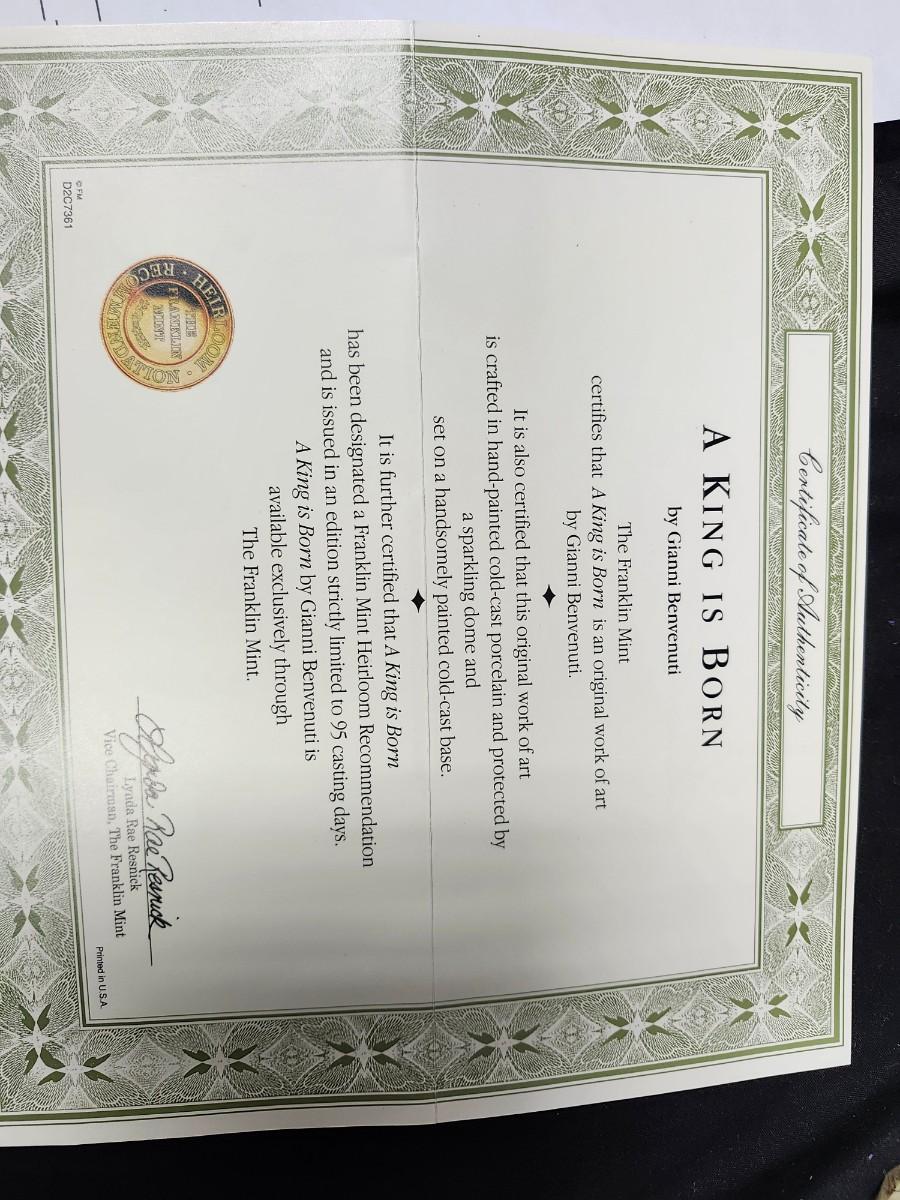 Certificate of Authenticity
A KING IS BORN
by Gianni Benvenuti
The Franklin Mint
certifies that A King is Born is an original work of art
by Gianni Benvenuti.
It is also certified that this original work of art
is crafted in hand-painted cold-cast porcelain and protected by
a sparkling dome and
set on a handsomely painted cold-cast base.
It is further certified that A King is Born
has been designated a Franklin Mint Heirloom Recommendation
and is issued in an edition strictly limited to 95 casting days.
A King is Born by Gianni Benvenuti is
available exclusively through
The Franklin Mint.
HEIRLOOM RECOMMENDATION
THE
FRANKLIN
MINT
Lynda Rae Resnick
Lynda Rae Resnick
Vice Chairman, The Franklin Mint
© FM
D2C7361
Printed in U.S.A.